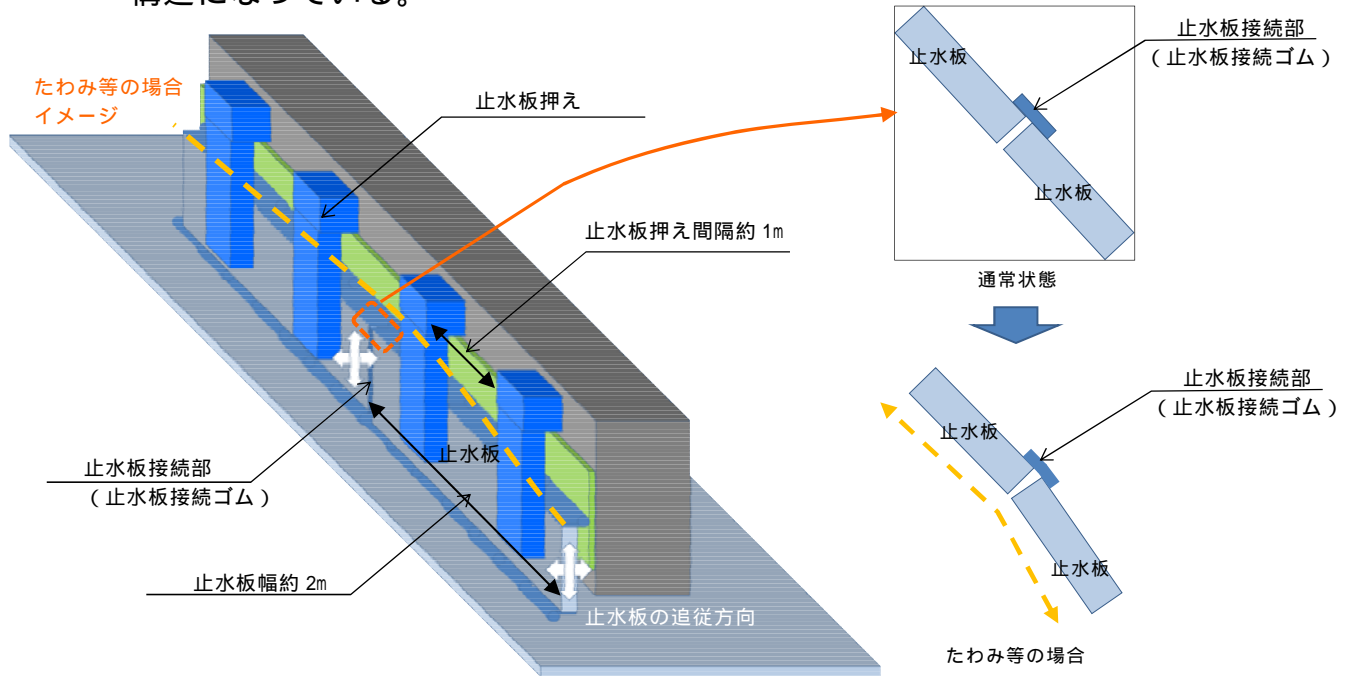 構造になっている。
たわみ等の場合
イメージ
止水板押え
止水板押え間隔約 1m
止水板接続部
（止水板接続ゴム）
止水板
止水板幅約 2m
止水板の追従方向
止水板接続部
（止水板接続ゴム）
止水板
止水板
通常状態
止水板接続部
（止水板接続ゴム）
止水板
止水板
たわみ等の場合